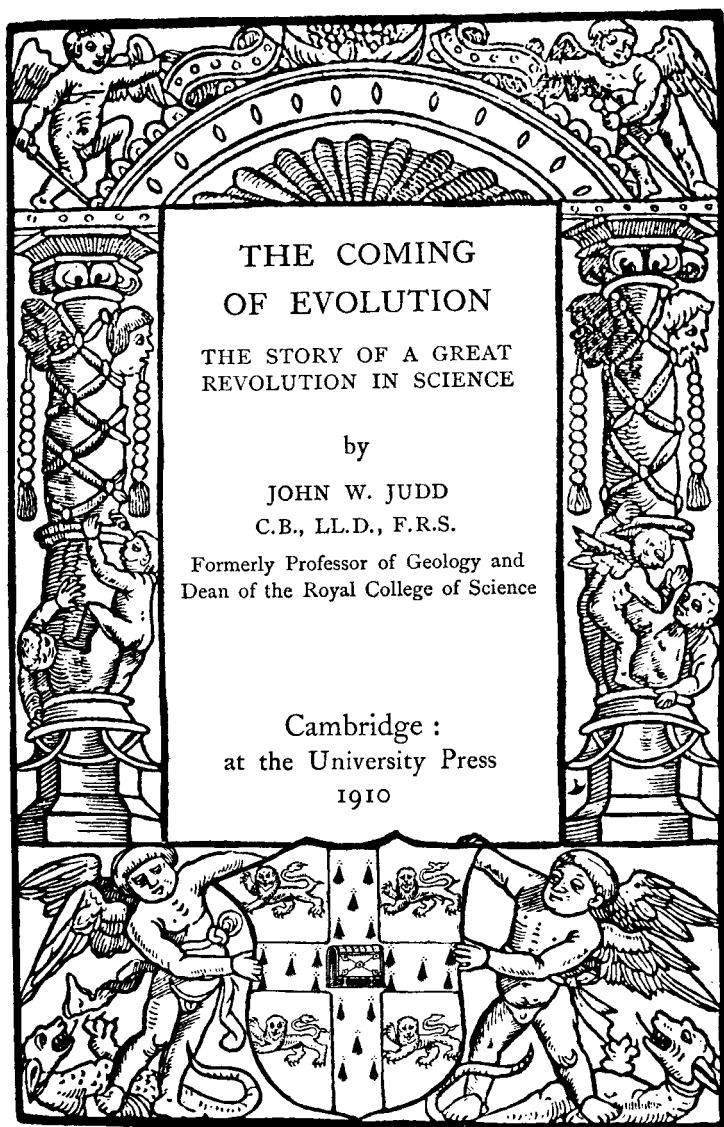 THE COMING
OF EVOLUTION
THE STORY OF A GREAT
REVOLUTION IN SCIENCE
by
JOHN W. JUDD
C.B., LL.D., F.R.S.
Formerly Professor of Geology and
Dean of the Royal College of Science
Cambridge :
at the University Press
1910